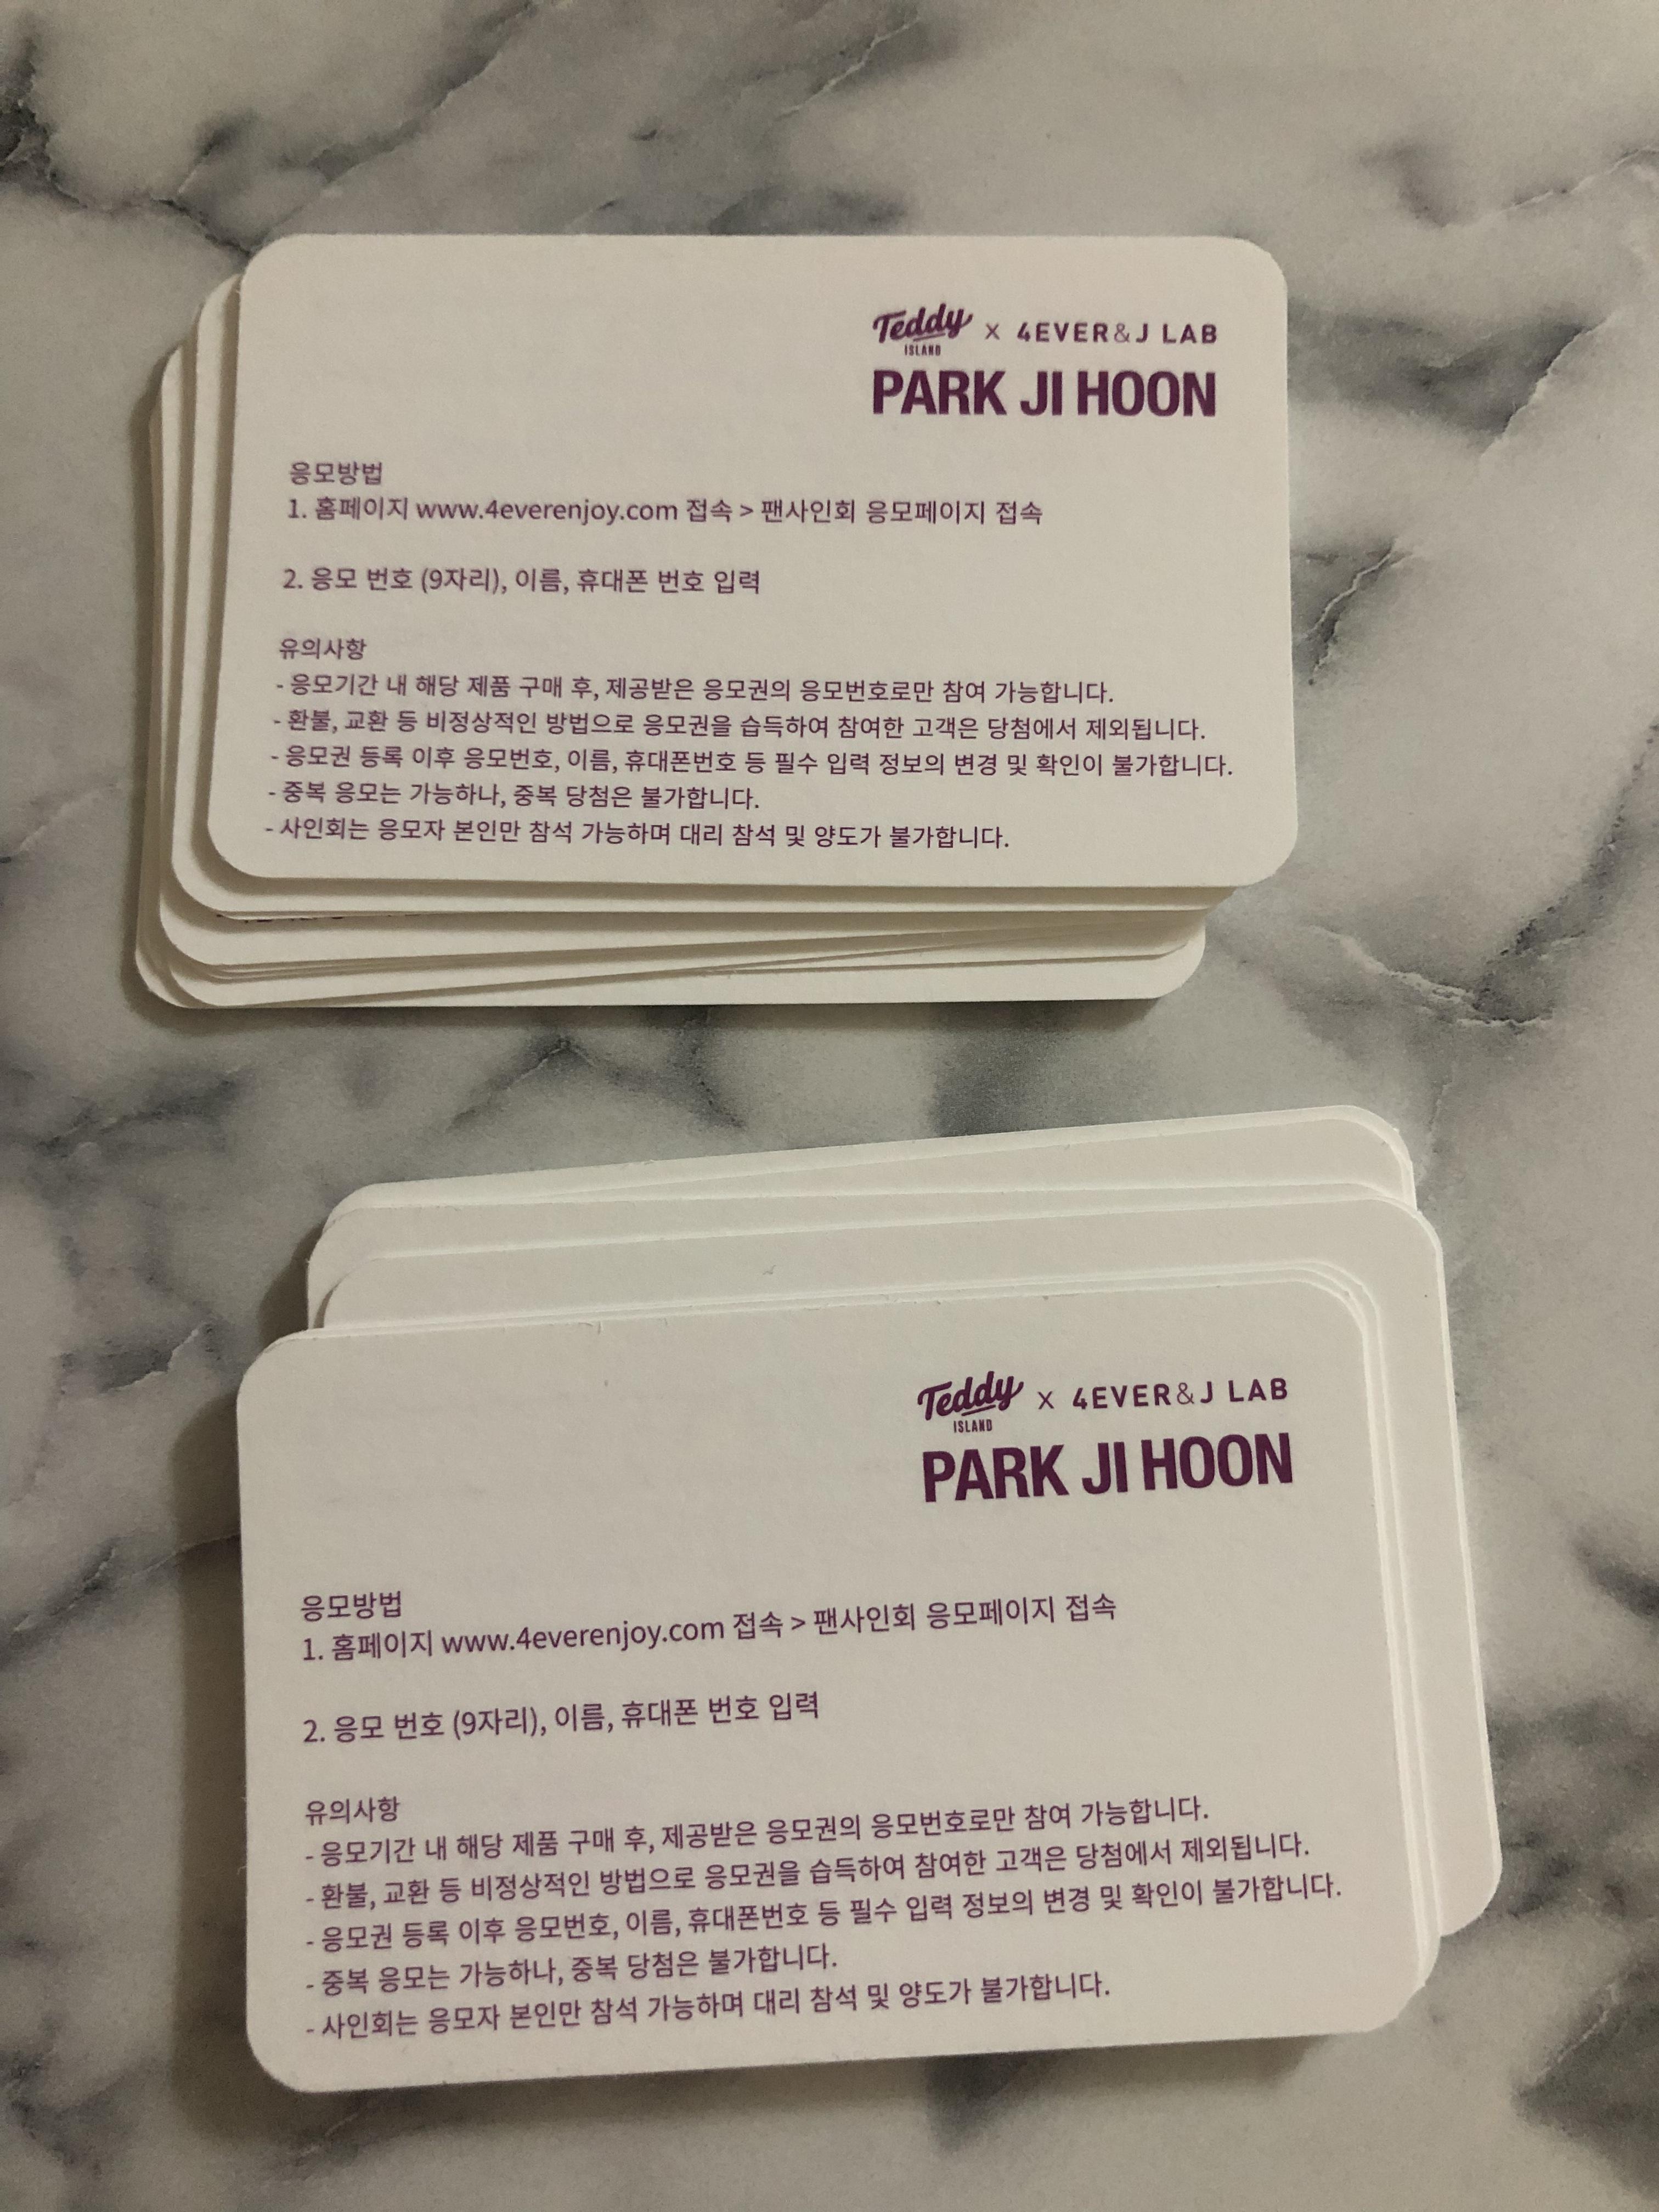 Teddy ISLAND X 4EVER&J LAB
PARK JI HOON
응모방법
1. 홈페이지 www.4everenjoy.com 접속 > 팬사인회 응모페이지 접속
2. 응모 번호 (9자리), 이름, 휴대폰 번호 입력
유의사항
- 응모기간 내 해당 제품 구매 후, 제공받은 응모권의 응모번호로만 참여 가능합니다.
- 환불, 교환 등 비정상적인 방법으로 응모권을 습득하여 참여한 고객은 당첨에서 제외됩니다.
- 응모권 등록 이후 응모번호, 이름, 휴대폰번호 등 필수 입력 정보의 변경 및 확인이 불가합니다.
- 중복 응모는 가능하나, 중복 당첨은 불가합니다.
- 사인회는 응모자 본인만 참석 가능하며 대리 참석 및 양도가 불가합니다.
Teddy ISLAND X 4EVER&J LAB
PARK JI HOON
응모방법
1. 홈페이지 www.4everenjoy.com 접속 > 팬사인회 응모페이지 접속
2. 응모 번호 (9자리), 이름, 휴대폰 번호 입력
유의사항
- 응모기간 내 해당 제품 구매 후, 제공받은 응모권의 응모번호로만 참여 가능합니다.
- 환불, 교환 등 비정상적인 방법으로 응모권을 습득하여 참여한 고객은 당첨에서 제외됩니다.
- 응모권 등록 이후 응모번호, 이름, 휴대폰번호 등 필수 입력 정보의 변경 및 확인이 불가합니다.
- 중복 응모는 가능하나, 중복 당첨은 불가합니다.
- 사인회는 응모자 본인만 참석 가능하며 대리 참석 및 양도가 불가합니다.